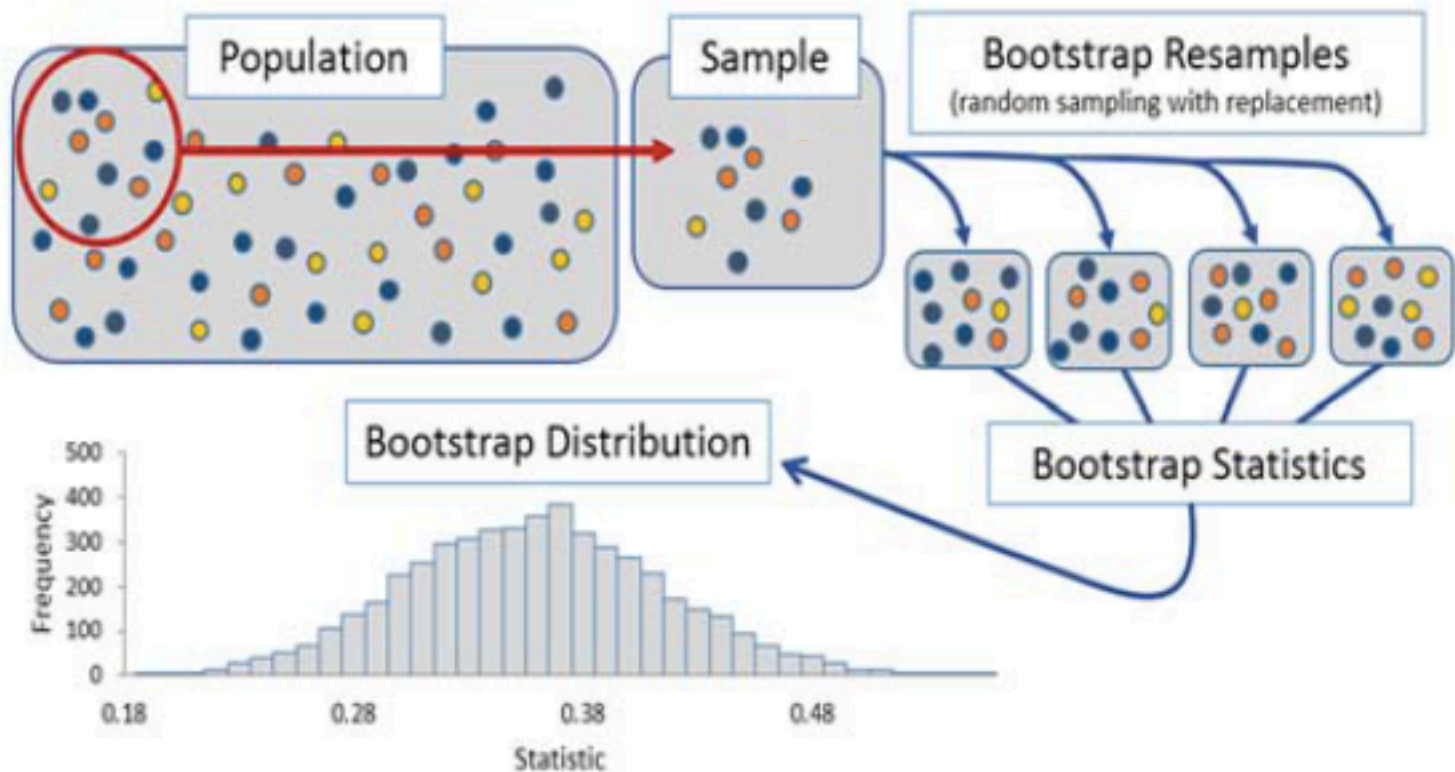 Population
Sample
Bootstrap Resamples
(random sampling with replacement)
Bootstrap Distribution
Bootstrap Statistics
500
400
300
200
100
0
Frequency
0.18 0.28 0.38 0.48
Statistic